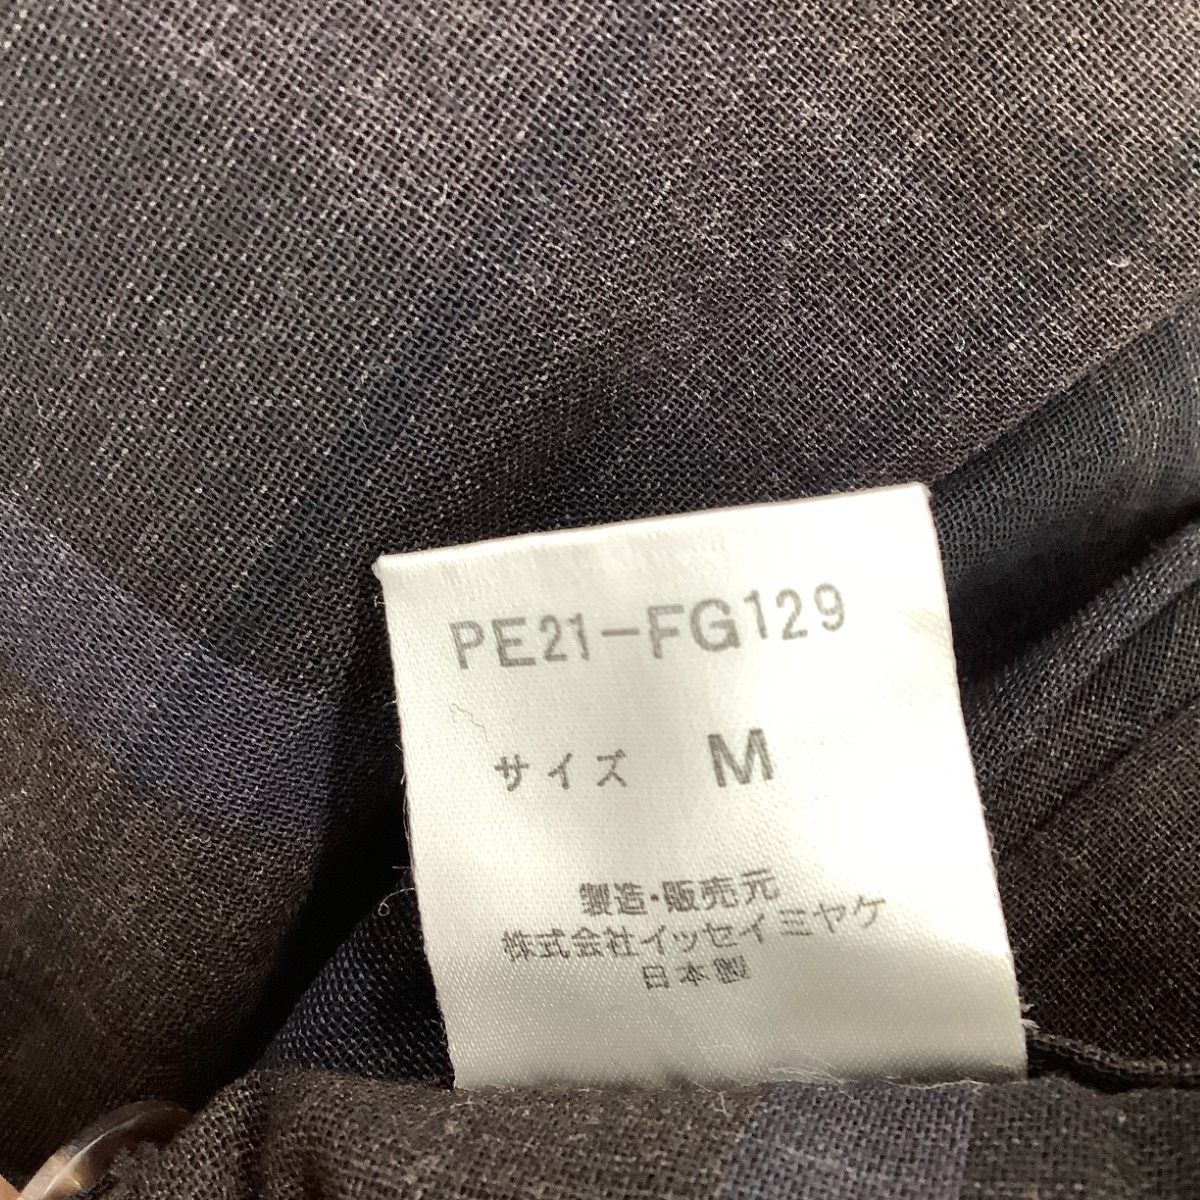 PE21-FG129
サイズ M
製造・販売元
株式会社イッセイミヤケ
日本製